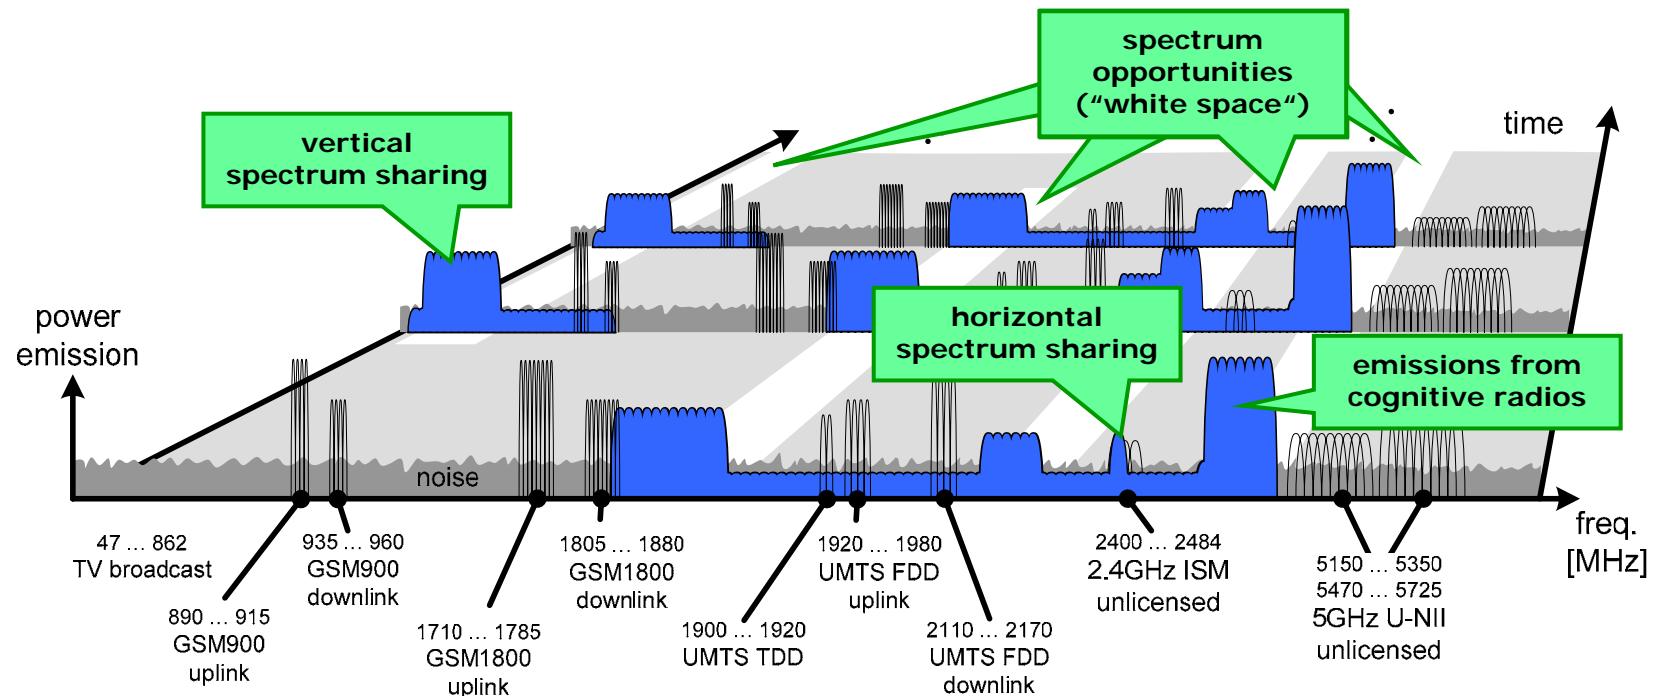 spectrum
opportunities
(“white space“)
time
vertical
spectrum sharing
power
emission
horizontal
spectrum sharing
emissions from
cognitive radios
noise
freq.
[MHz]
47 ... 862
TV broadcast
890 ... 915
GSM900
uplink
935 ... 960
GSM900
downlink
1710 ... 1785
GSM1800
uplink
1805 ... 1880
GSM1800
downlink
1900 ... 1920
UMTS TDD
1920 ... 1980
UMTS FDD
uplink
2110 ... 2170
UMTS FDD
downlink
2400 ... 2484
2.4GHz ISM
unlicensed
5150 ... 5350
5470 ... 5725
5GHz U-NII
unlicensed